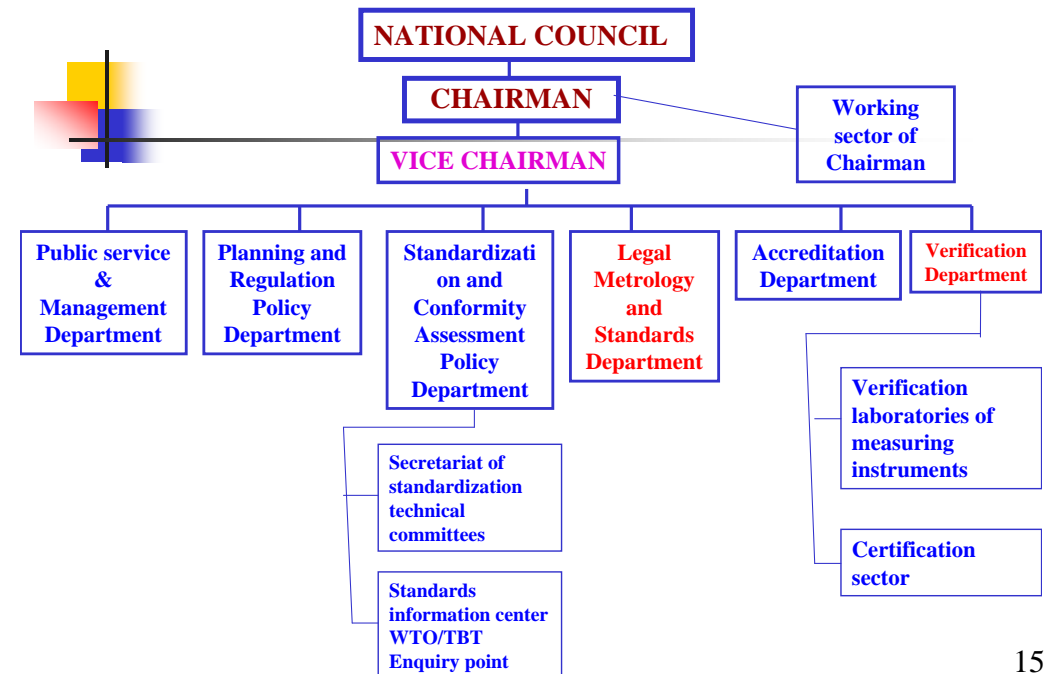 NATIONAL COUNCIL
CHAIRMAN
Working
sector of
Chairman
VICE CHAIRMAN
Public service
&
Management
Department
Planning and
Regulation
Policy
Department
Standardizati
on and
Conformity
Assessment
Policy
Department
Legal
Metrology
and
Standards
Department
Accreditation
Department
Verification
Department
Secretariat of
standardization
technical
committees
Standards
information center
WTO/TBT
Enquiry point
Verification
laboratories of
measuring
instruments
Certification
sector
15